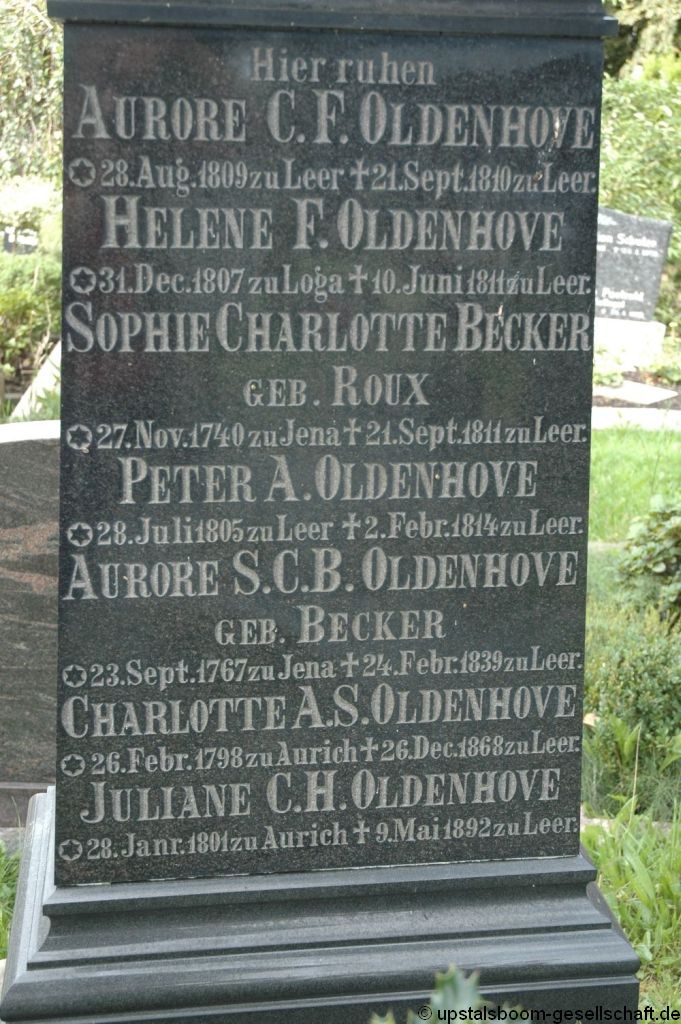 Hier ruhen
AURORE C. F. OLDENHOVE
✡ 28. Aug. 1809 zu Leer ✝ 21. Sept. 1810 zu Leer.
HELENE F. OLDENHOVE
✡ 31. Dec. 1807 zu Loga ✝ 10. Juni 1811 zu Leer.
SOPHIE CHARLOTTE BECKER
GEB. ROUX
✡ 27. Nov. 1740 zu Jena ✝ 21. Sept. 1811 zu Leer.
PETER A. OLDENHOVE
✡ 28. Juli 1805 zu Leer ✝ 2. Febr. 1814 zu Leer.
AURORE S. C. B. OLDENHOVE
GEB. BECKER
✡ 23. Sept. 1767 zu Jena ✝ 24. Febr. 1839 zu Leer.
CHARLOTTE A. S. OLDENHOVE
✡ 26. Febr. 1798 zu Aurich ✝ 26. Dec. 1868 zu Leer.
JULIANE C. H. OLDENHOVE
✡ 28. Janr. 1801 zu Aurich ✝ 9. Mai 1892 zu Leer.
© upstalsboom-gesellschaft.de